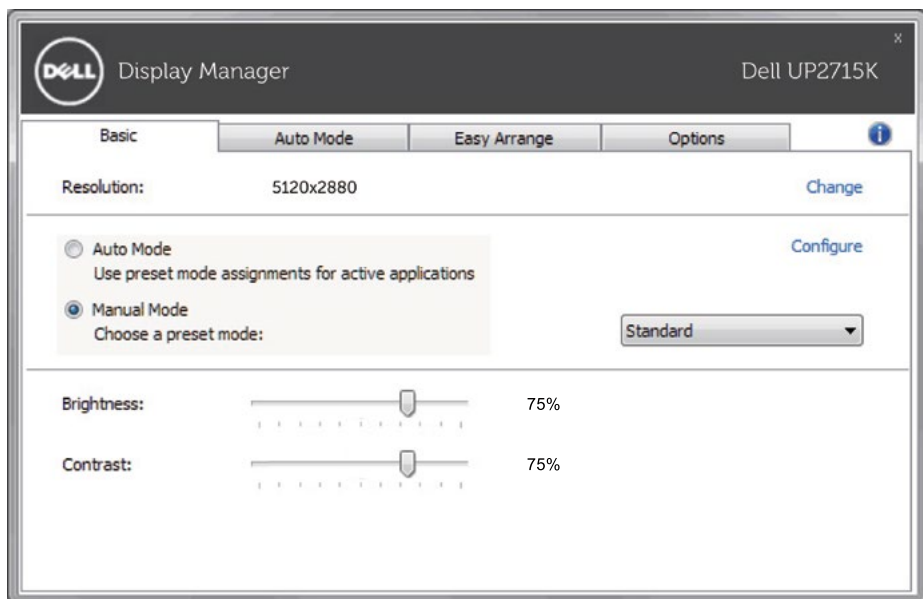 x
DELL Display Manager Dell UP2715K
Basic Auto Mode Easy Arrange Options i
Resolution: 5120x2880 Change
Auto Mode Configure
Use preset mode assignments for active applications
Manual Mode
Choose a preset mode: Standard
Brightness: 75%
Contrast: 75%